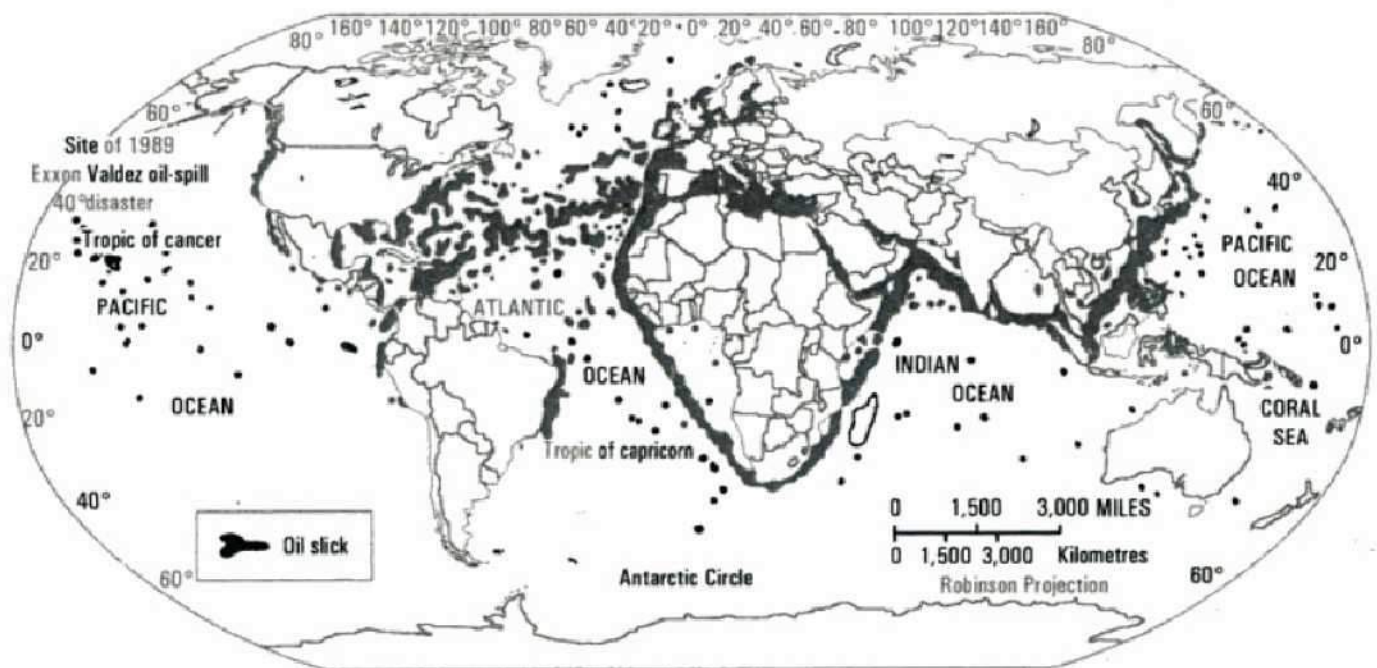 160° 140° 120° 100° 80° 60° 40° 20° 0° 20° 40° 60° 80° 100° 120° 140° 160°
80° 80°
60° 60°
Site of 1989
Exxon Valdez oil-spill
40° disaster 40°
Tropic of cancer
PACIFIC
OCEAN
20° 20°
PACIFIC
ATLANTIC
0° 0°
OCEAN
INDIAN
OCEAN
OCEAN
CORAL
SEA
20°
Tropic of capricorn
40°
0 1,500 3,000 MILES
0 1,500 3,000 Kilometres
Robinson Projection
Oil slick
Antarctic Circle
60° 60°